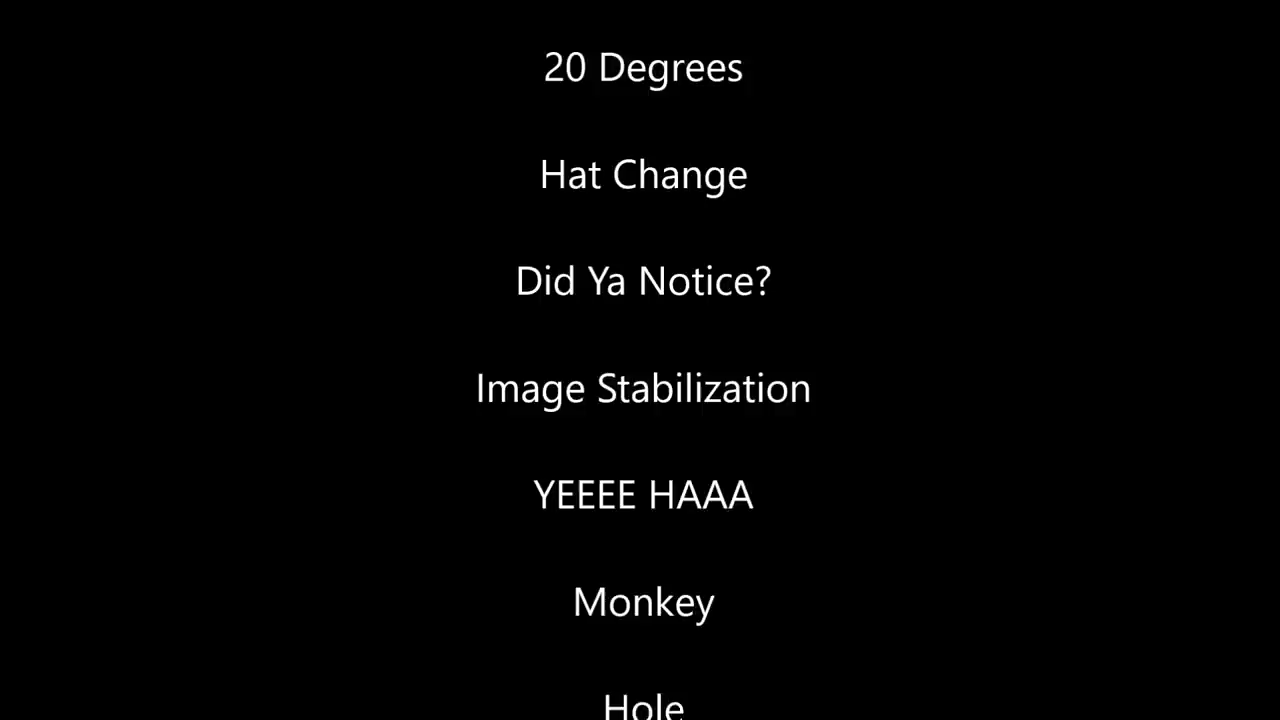 20 Degrees
Hat Change
Did Ya Notice?
Image Stabilization
YEEEE HAAA
Monkey
Hole